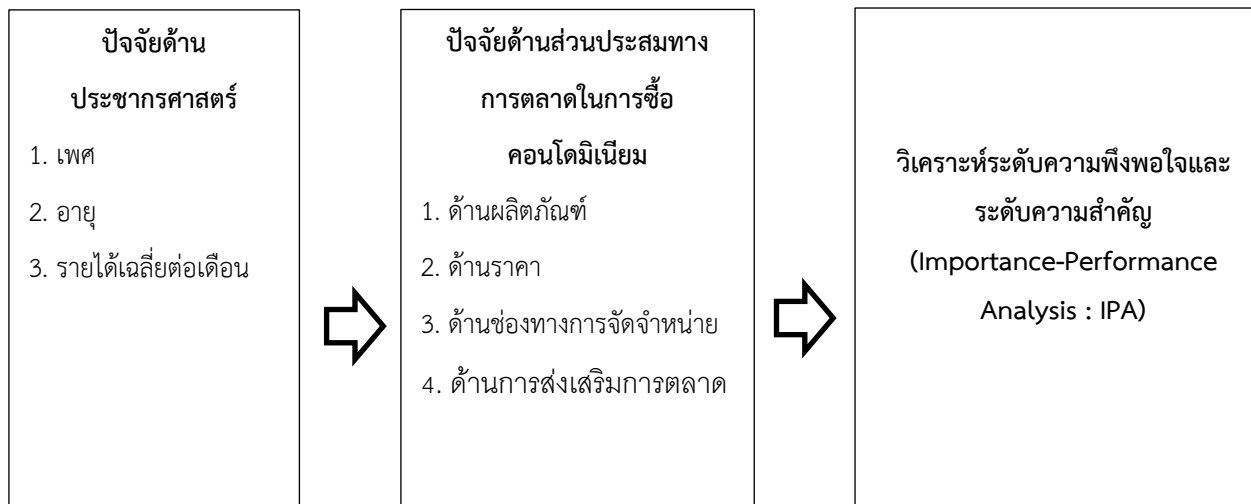 ปัจจัยด้าน
ประชากรศาสตร์
1. เพศ
2. อายุ
3. รายได้เฉลี่ยต่อเดือน
ปัจจัยด้านส่วนประสมทาง
การตลาดในการซื้อ
คอนโดมิเนียม
1. ด้านผลิตภัณฑ์
2. ด้านราคา
3. ด้านช่องทางการจัดจำหน่าย
4. ด้านการส่งเสริมการตลาด
วิเคราะห์ระดับความพึงพอใจและ
ระดับความสำคัญ
(Importance-Performance
Analysis : IPA)